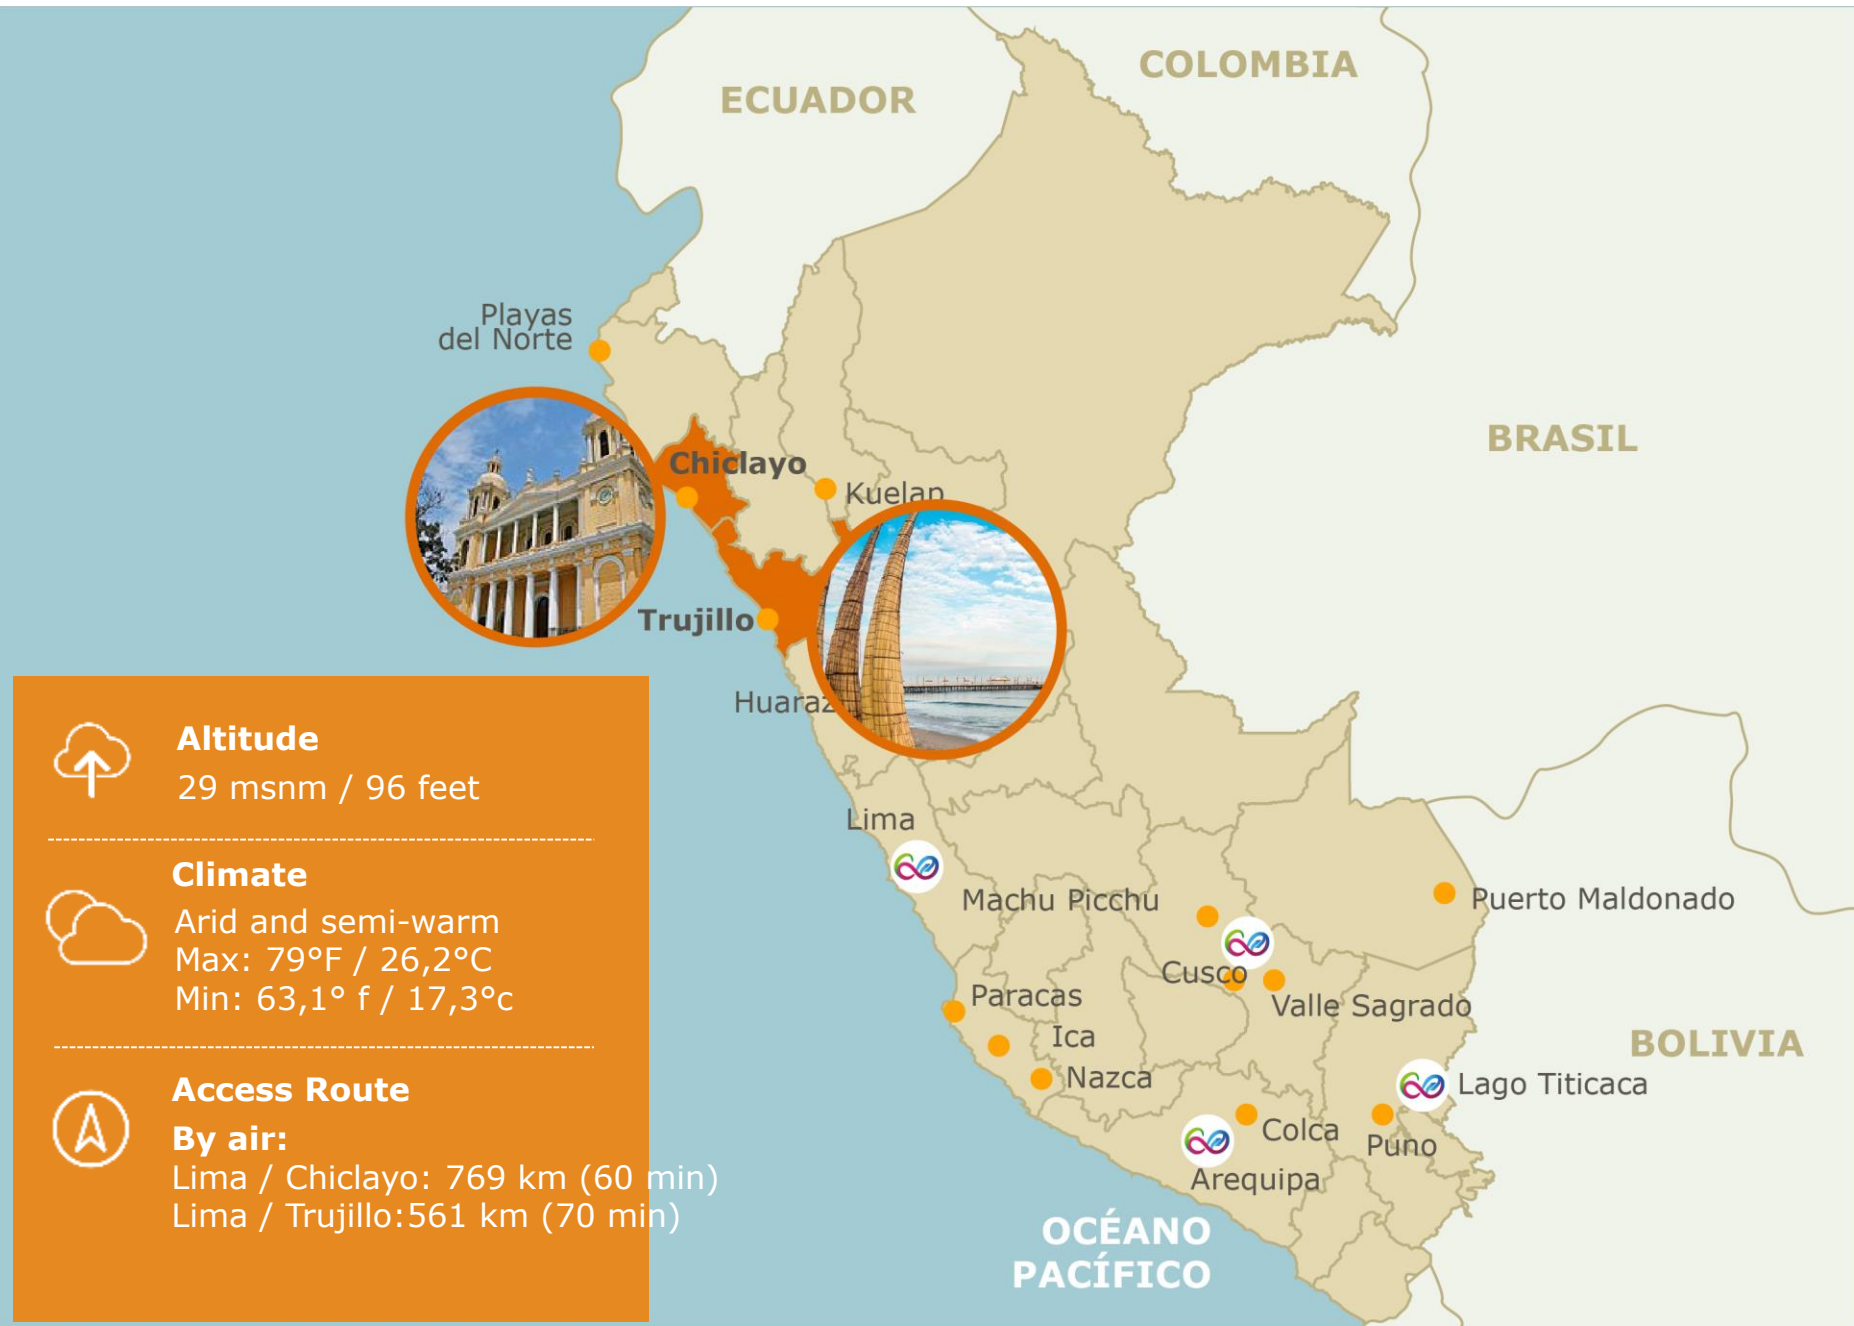 COLOMBIA
ECUADOR
Playas
del Norte
BRASIL
Chiclayo
Kuelap
Trujillo
Huaraz
Altitude
29 msnm / 96 feet
Climate
Arid and semi-warm
Max: 79°F / 26,2°C
Min: 63,1° f / 17,3°c
Access Route
By air:
Lima / Chiclayo: 769 km (60 min)
Lima / Trujillo:561 km (70 min)
Lima
Machu Picchu
Puerto Maldonado
Cusco
Valle Sagrado
Paracas
Ica
Nazca
BOLIVIA
Lago Titicaca
Colca
Puno
Arequipa
OCÉANO
PACÍFICO